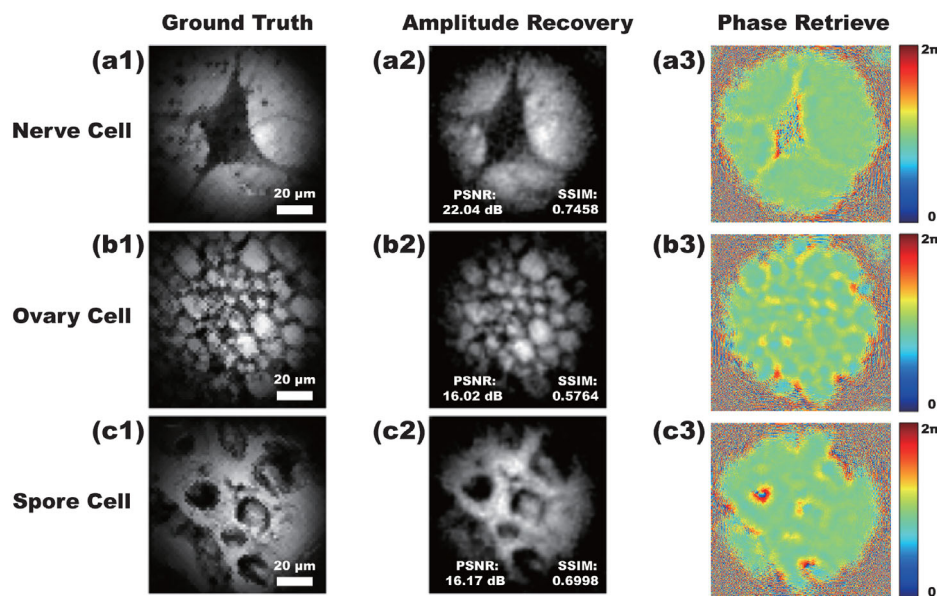 Ground Truth
Amplitude Recovery
Phase Retrieve
(a1)
(a2)
(a3)
2π
Nerve Cell
20 µm
PSNR:
22.04 dB
SSIM:
0.7458
0
(b1)
(b2)
(b3)
2π
Ovary Cell
20 µm
PSNR:
16.02 dB
SSIM:
0.5764
0
(c1)
(c2)
(c3)
2π
Spore Cell
20 µm
PSNR:
16.17 dB
SSIM:
0.6998
0